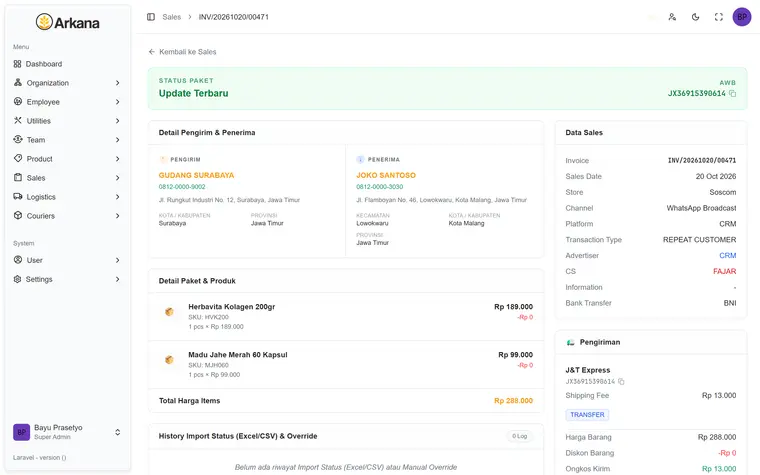 Arkana
Menu
Dashboard
Organization
Employee
Utilities
Team
Product
Sales
Logistics
Couriers
System
User
Settings
BP
Bayu Prasetyo
Super Admin
Laravel - version ()
Sales > INV/20261020/00471
BP
Kembali ke Sales
STATUS PAKET
Update Terbaru
AWB
JX36915390614
Detail Pengirim & Penerima
PENGIRIM
GUDANG SURABAYA
0812-0000-9002
Jl. Rungkut Industri No. 12, Surabaya, Jawa Timur
KOTA / KABUPATEN
Surabaya
PROVINSI
Jawa Timur
PENERIMA
JOKO SANTOSO
0812-0000-3030
Jl. Flamboyan No. 46, Lowokwaru, Kota Malang, Jawa Timur
KECAMATAN
Lowokwaru
KOTA / KABUPATEN
Kota Malang
PROVINSI
Jawa Timur
Detail Paket & Produk
Herbavita Kolagen 200gr
SKU: HVK200
1 pcs × Rp 189.000
Rp 189.000
-Rp 0
Madu Jahe Merah 60 Kapsul
SKU: MJH060
1 pcs × Rp 99.000
Rp 99.000
-Rp 0
Total Harga Items Rp 288.000
History Import Status (Excel/CSV) & Override 0 Log
Belum ada riwayat Import Status (Excel/CSV) atau Manual Override
Data Sales
Invoice INV/20261020/00471
Sales Date 20 Oct 2026
Store Soscom
Channel WhatsApp Broadcast
Platform CRM
Transaction Type REPEAT CUSTOMER
Advertiser CRM
CS FAJAR
Information -
Bank Transfer BNI
Pengiriman
J&T Express
JX36915390614
Shipping Fee Rp 13.000
TRANSFER
Harga Barang Rp 288.000
Diskon Barang -Rp 0
Ongkos Kirim Rp 13.000